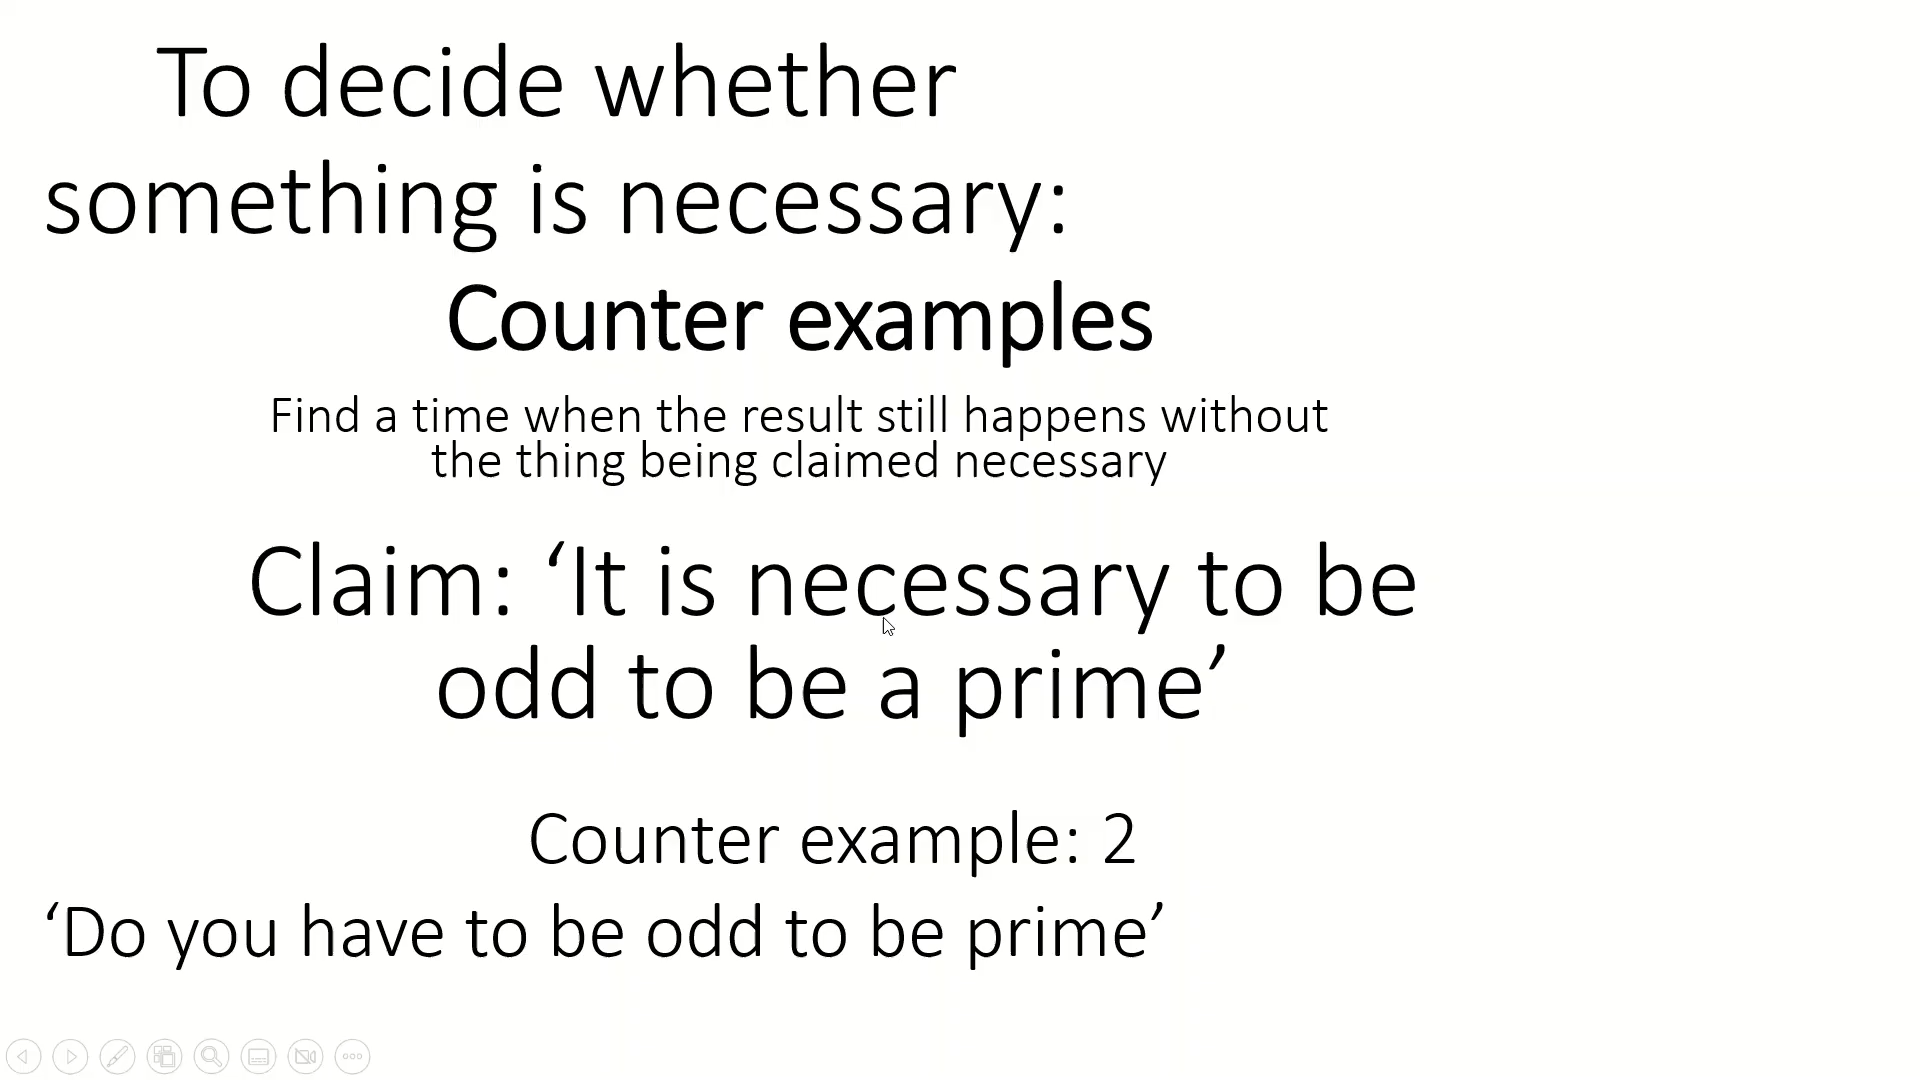 To decide whether
something is necessary:
Counter examples
Find a time when the result still happens without
the thing being claimed necessary
Claim: ‘It is necessary to be
odd to be a prime’
Counter example: 2
‘Do you have to be odd to be prime’